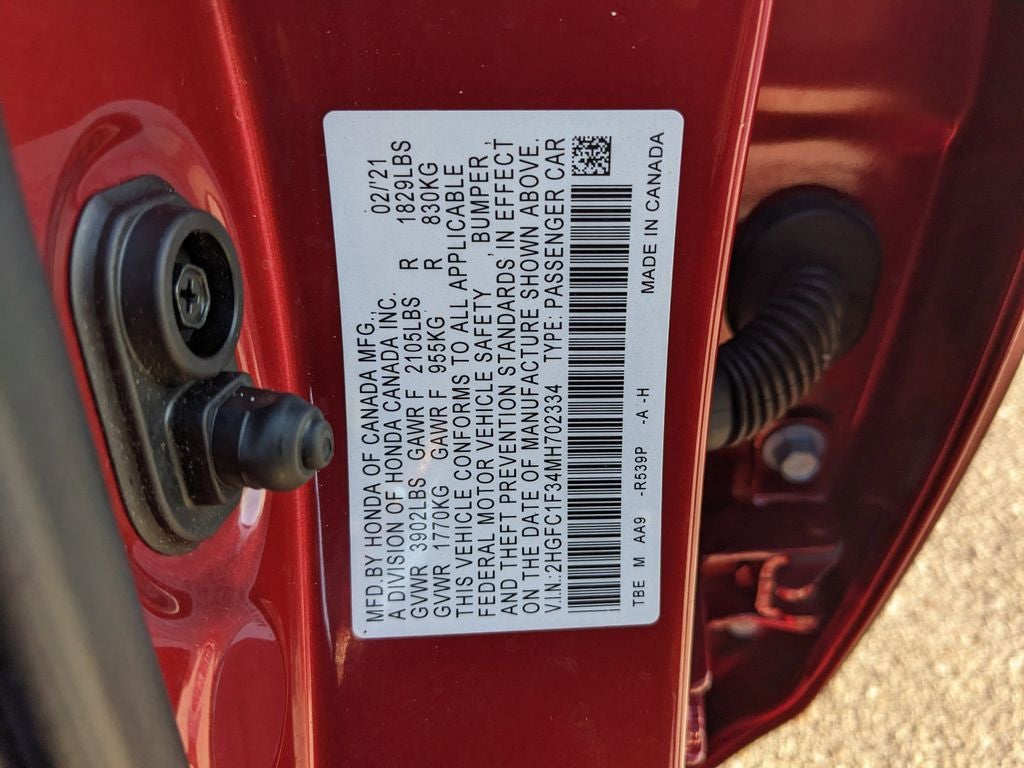 MFD.BY HONDA OF CANADA MFG., 02/'21
A DIVISION OF HONDA CANADA INC.
GVWR 3902LBS GAWR F 2105LBS R 1829LBS
GVWR 1770KG GAWR F 955KG R 830KG
THIS VEHICLE CONFORMS TO ALL APPLICABLE
FEDERAL MOTOR VEHICLE SAFETY , BUMPER ,
AND THEFT PREVENTION STANDARDS IN EFFECT
ON THE DATE OF MANUFACTURE SHOWN ABOVE.
V.I.N.:2HGFC1F34MH702334 TYPE: PASSENGER CAR
TBE M AA9 -R539P -A -H MADE IN CANADA